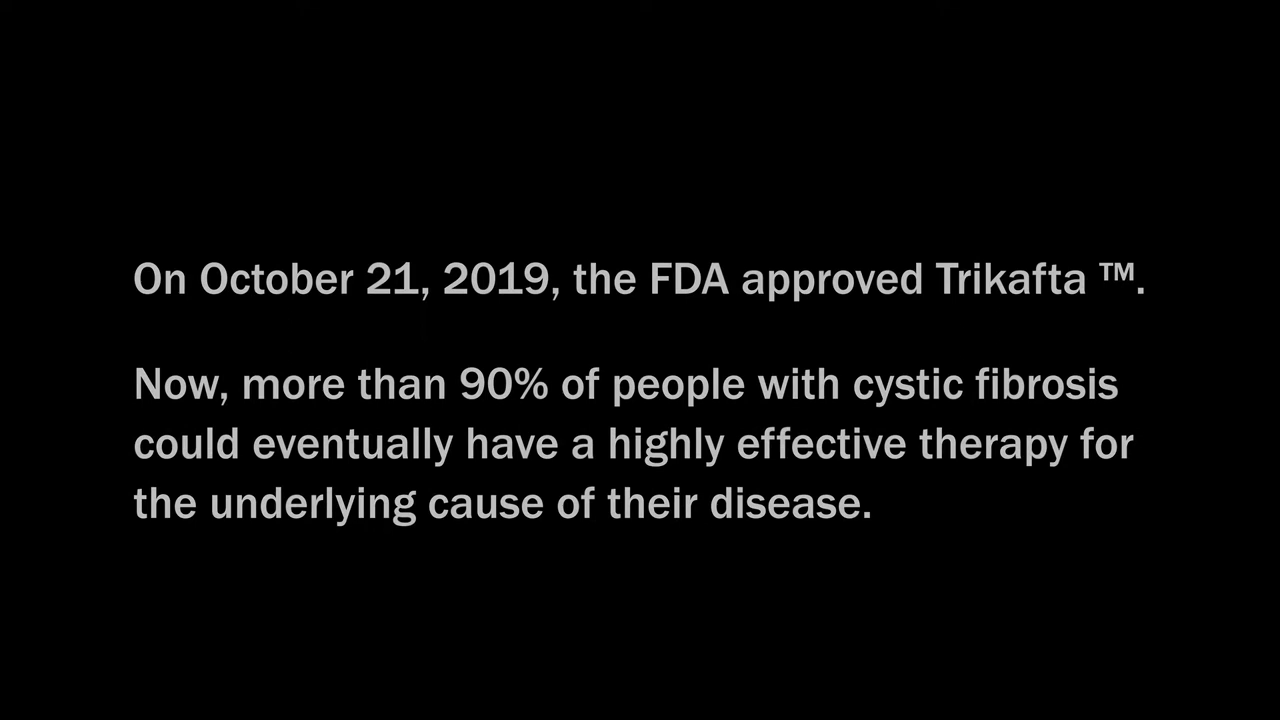 On October 21, 2019, the FDA approved Trikafta ™.
Now, more than 90% of people with cystic fibrosis
could eventually have a highly effective therapy for
the underlying cause of their disease.